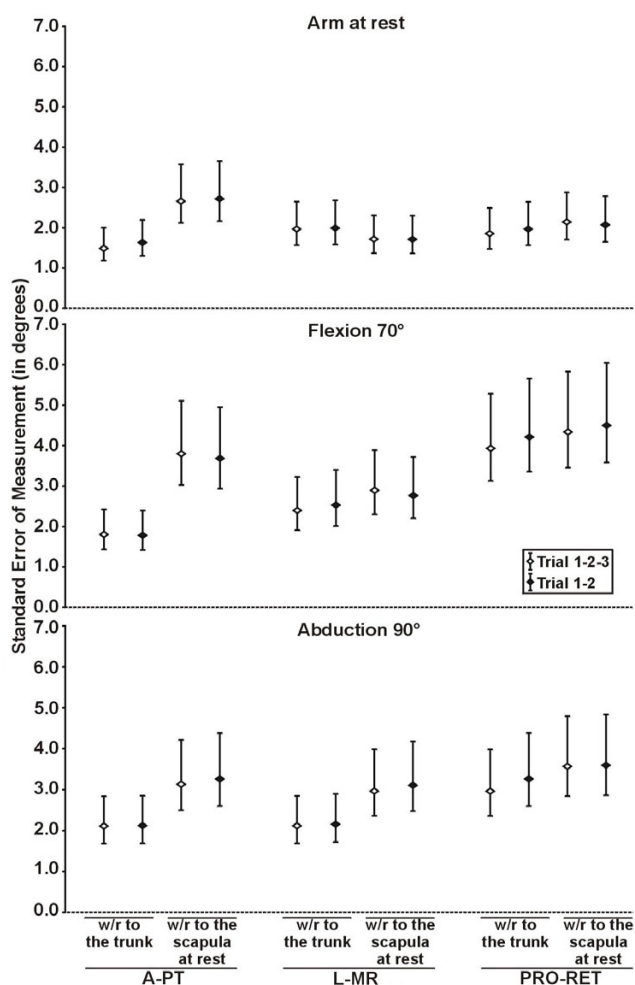 Standard Error of Measurement (in degrees)
Arm at rest
7.0
6.0
5.0
4.0
3.0
2.0
1.0
0.0
Flexion 70°
7.0
6.0
5.0
4.0
3.0
2.0
1.0
0.0
Trial 1-2-3
Trial 1-2
Abduction 90°
7.0
6.0
5.0
4.0
3.0
2.0
1.0
0.0
w/r to
the trunk
w/r to the
scapula
at rest
w/r to
the trunk
w/r to the
scapula
at rest
w/r to
the trunk
w/r to the
scapula
at rest
A-PT
L-MR
PRO-RET